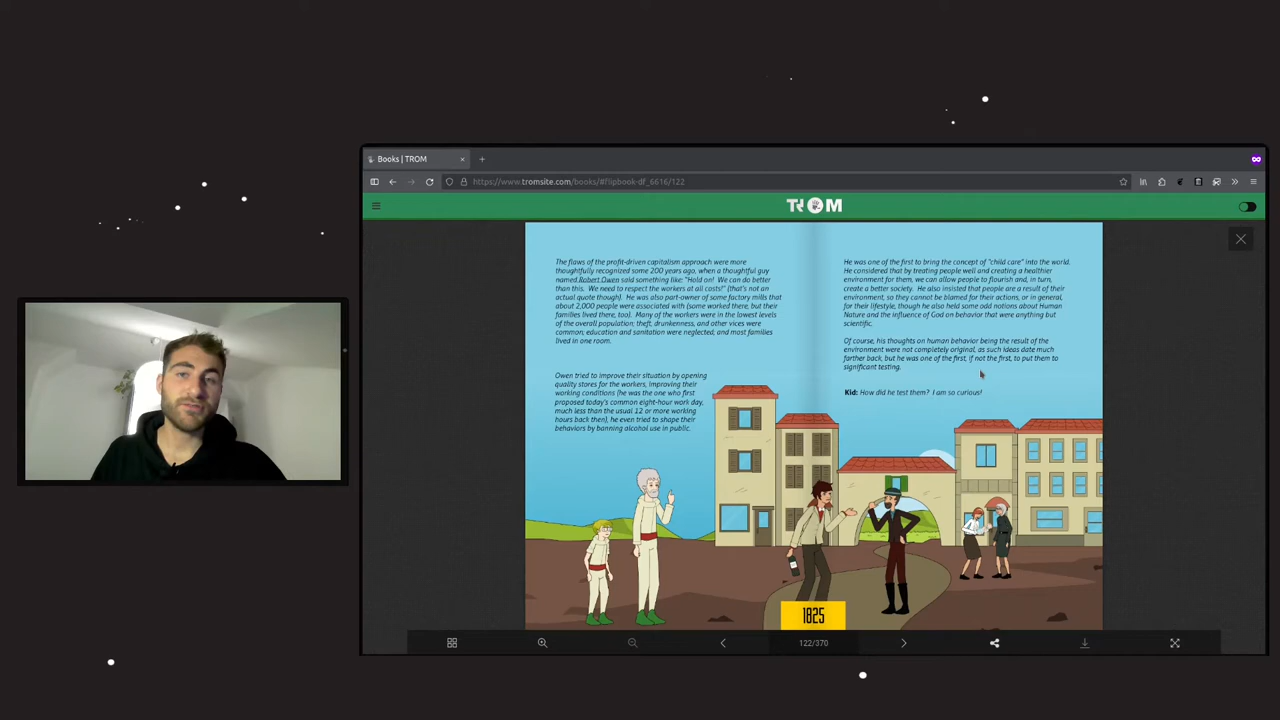 Books | TROM
https://www.tromsite.com/books/#flipbook-df_6616/122
TROM
The flaws of the profit-driven capitalism approach were more
thoughtfully recognized some 200 years ago, when a thoughtful guy
named Robert Owen said something like: "Hold on!  We can do better
than this.  We need to respect the workers at all costs!" (that's not an
actual quote though).  He was also part-owner of some factory mills that
about 2,000 people were associated with (some worked there, but their
families lived there, too).  Many of the workers were in the lowest levels
of the overall population; theft, drunkenness, and other vices were
common; education and sanitation were neglected; and most families
lived in one room.
Owen tried to improve their situation by opening
quality stores for the workers, improving their
working conditions (he was the one who first
proposed today's common eight-hour work day,
much less than the usual 12 or more working
hours back then), he even tried to shape their
behaviors by banning alcohol use in public.
He was one of the first to bring the concept of "child care" into the world.
He considered that by treating people well and creating a healthier
environment for them, we can allow people to flourish and, in turn,
create a better society.  He also insisted that people are a result of their
environment, so they cannot be blamed for their actions, or in general,
for their lifestyle, though he also held some odd notions about Human
Nature and the influence of God on behavior that were anything but
scientific.
Of course, his thoughts on human behavior being the result of the
environment were not completely original, as such ideas date much
farther back, but he was one of the first, if not the first, to put them to
significant testing.
Kid: How did he test them?  I am so curious!
1825
122/370